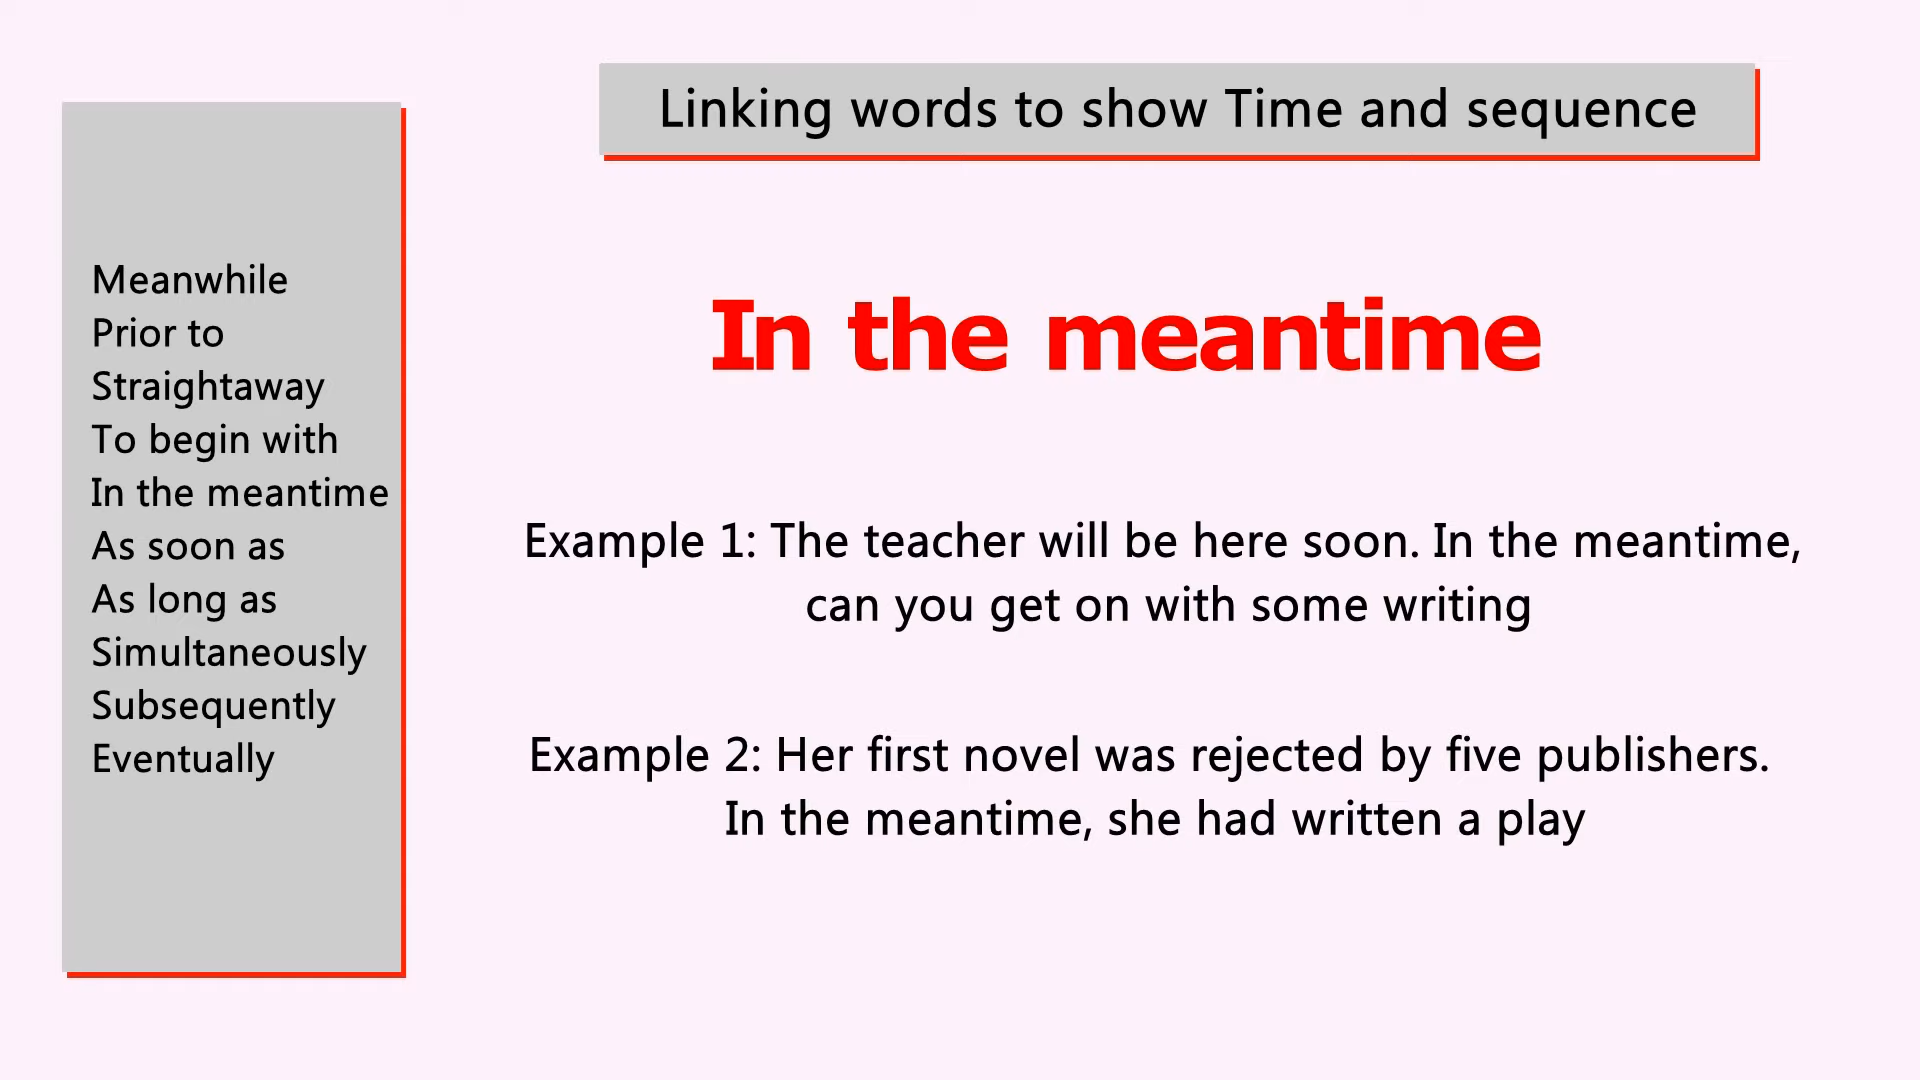 Linking words to show Time and sequence
Meanwhile
Prior to
Straightaway
To begin with
In the meantime
As soon as
As long as
Simultaneously
Subsequently
Eventually
In the meantime
Example 1: The teacher will be here soon. In the meantime,
can you get on with some writing
Example 2: Her first novel was rejected by five publishers.
In the meantime, she had written a play